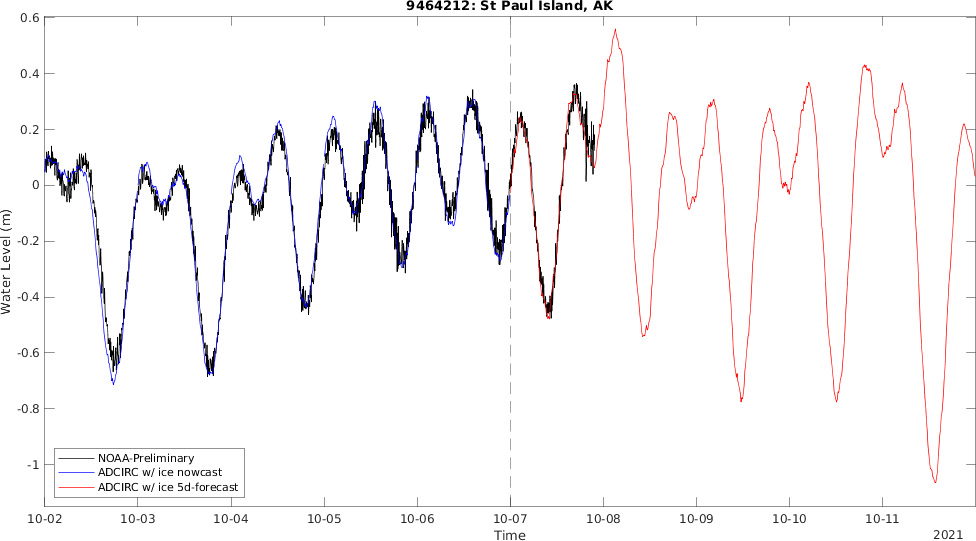 9464212: St Paul Island, AK
0.6
0.4
0.2
0
-0.2
-0.4
-0.6
-0.8
-1
Water Level (m)
NOAA-Preliminary
ADCIRC w/ ice nowcast
ADCIRC w/ ice 5d-forecast
10-02 10-03 10-04 10-05 10-06 10-07 10-08 10-09 10-10 10-11
Time
2021